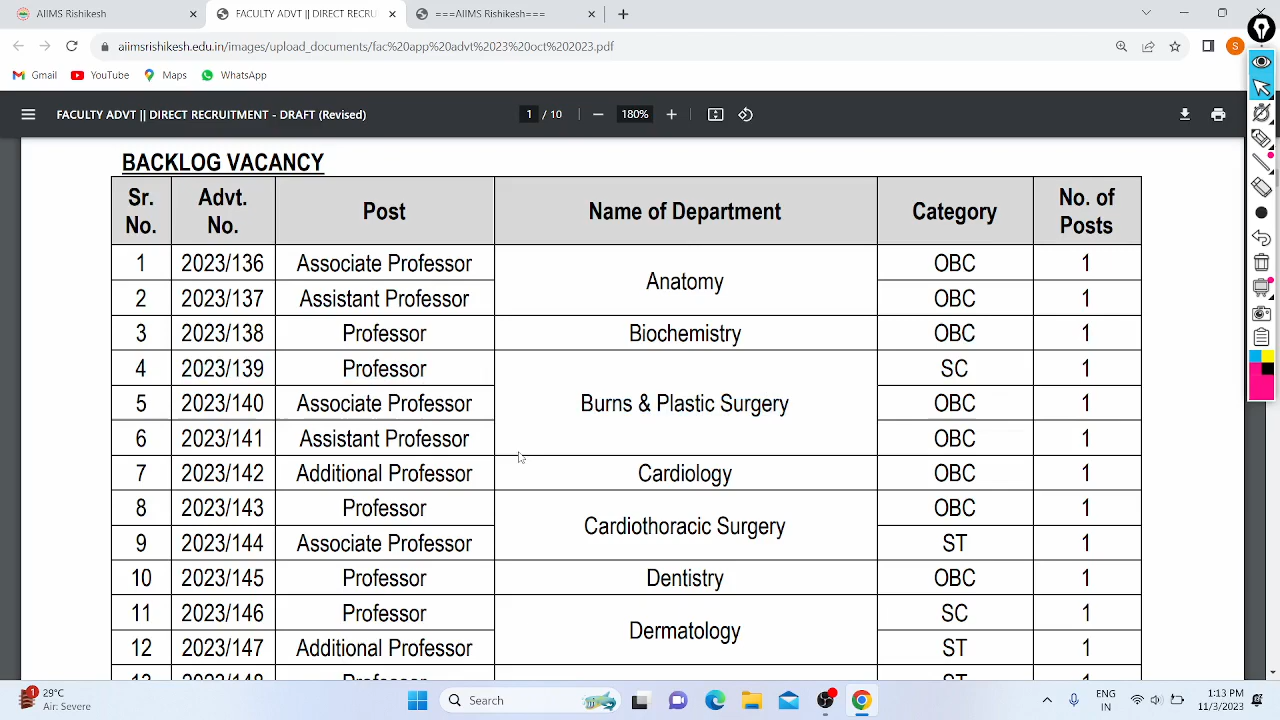 AIIMS Rishikesh
FACULTY ADVT || DIRECT RECRU
===AIIMS Rishikesh===
aiimsrishikesh.edu.in/images/upload_documents/fac%20app%20advt%2023%20oct%202023.pdf
S
Gmail YouTube Maps WhatsApp
FACULTY ADVT || DIRECT RECRUITMENT - DRAFT (Revised) 1 / 10 180%
BACKLOG VACANCY
Sr. No. Advt. No. Post Name of Department Category No. of Posts
1 2023/136 Associate Professor Anatomy OBC 1
2 2023/137 Assistant Professor OBC 1
3 2023/138 Professor Biochemistry OBC 1
4 2023/139 Professor SC 1
5 2023/140 Associate Professor Burns & Plastic Surgery OBC 1
6 2023/141 Assistant Professor OBC 1
7 2023/142 Additional Professor Cardiology OBC 1
8 2023/143 Professor Cardiothoracic Surgery OBC 1
9 2023/144 Associate Professor ST 1
10 2023/145 Professor Dentistry OBC 1
11 2023/146 Professor Dermatology SC 1
12 2023/147 Additional Professor ST 1
13 2023/148 Professor ST 1
1 29°C
Air: Severe
Search
ENG
IN
1:13 PM
11/3/2023